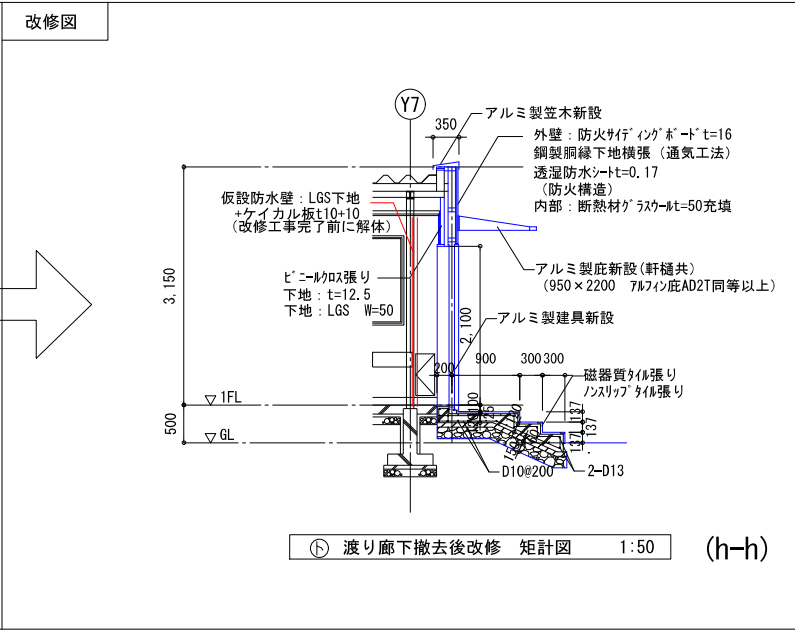 改修図
Y7
350
アルミ製笠木新設
外壁：防火ｻｲﾃﾞｨﾝｸﾞﾎﾞｰﾄﾞt=16
鋼製胴縁下地横張（通気工法）
透湿防水ｼｰﾄt=0.17
（防火構造）
内部：断熱材ｸﾞﾗｽｳｰﾙt=50充填
仮設防水壁：LGS下地
+ケイカル板t10+10
(改修工事完了前に解体)
ﾋﾞﾆｰﾙｸﾛｽ張り
下地：t=12.5
下地：LGS W=50
アルミ製庇新設(軒樋共)
(950×2200 ｱﾙﾌｨﾝ庇AD2T同等以上)
3,150
2,100
アルミ製建具新設
200
900
300
300
磁器質ﾀｲﾙ張り
ﾉﾝｽﾘｯﾌﾟﾀｲﾙ張り
▽ 1FL
500
▽ GL
100
25
137
137
137
D10@200
2-D13
ト 渡り廊下撤去後改修 矩計図 1:50
(h-h)